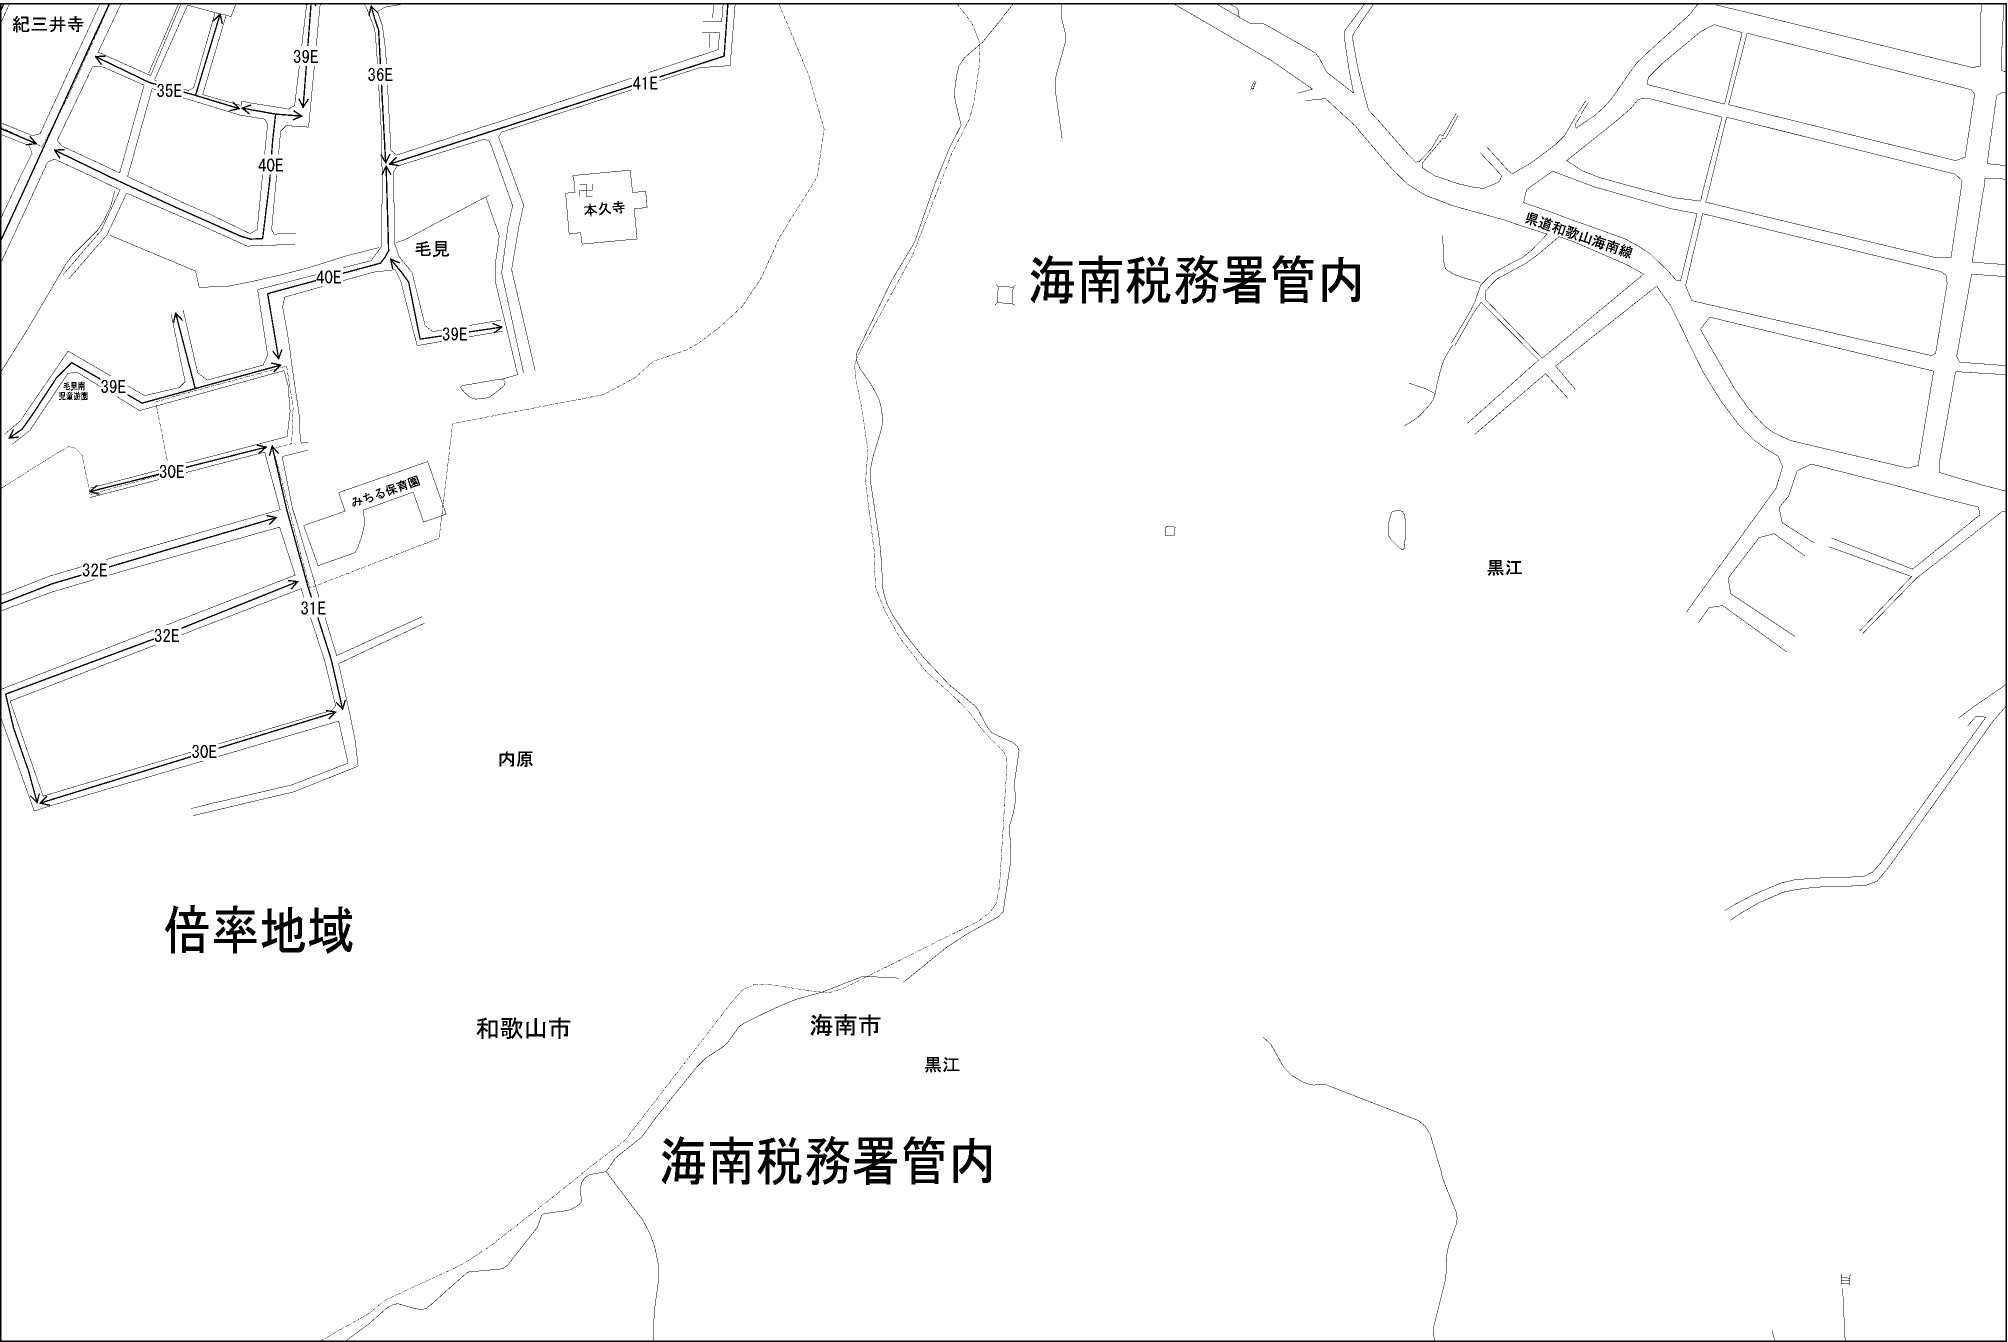 紀三井寺
39E
36E
41E
35E
40E
本久寺
県道和歌山海南線
毛見
海南税務署管内
40E
39E
毛見南
児童遊園
39E
30E
みちる保育園
黒江
32E
31E
32E
30E
内原
倍率地域
和歌山市
海南市
黒江
海南税務署管内